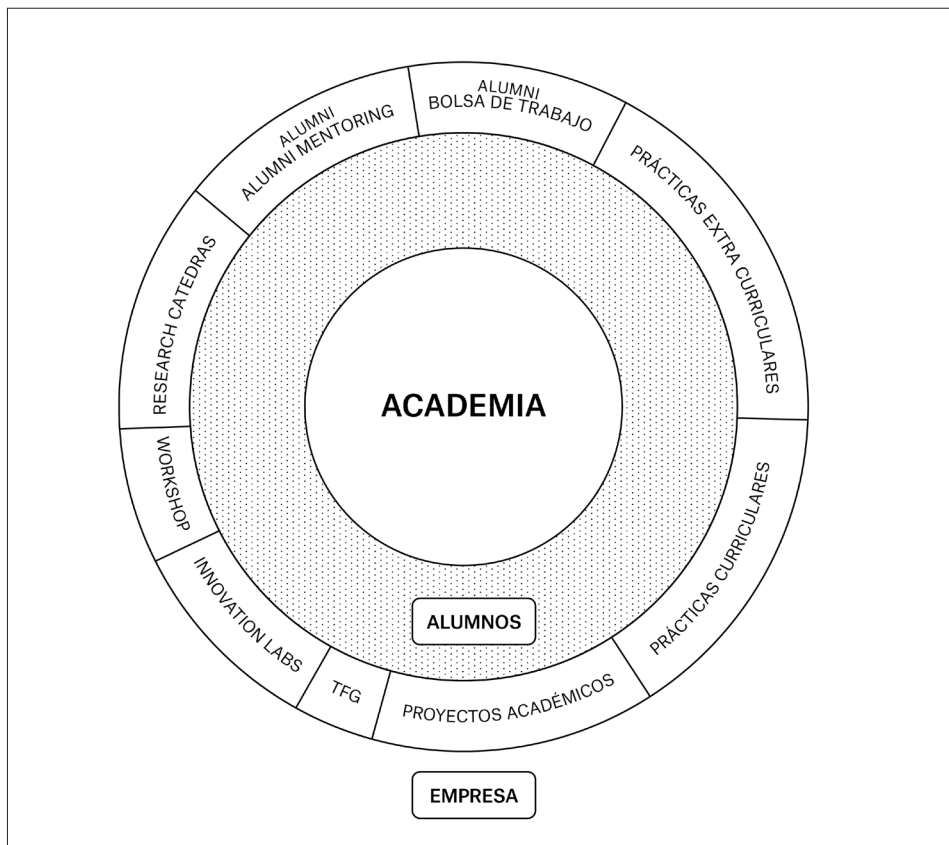 ALUMNI
BOLSA DE TRABAJO
PRÁCTICAS EXTRA CURRICULARES
PRÁCTICAS CURRICULARES
PROYECTOS ACADÉMICOS
TFG
INNOVATION LABS
WORKSHOP
RESEARCH CATEDRAS
ALUMNI
ALUMNI MENTORING
ACADEMIA
ALUMNOS
EMPRESA